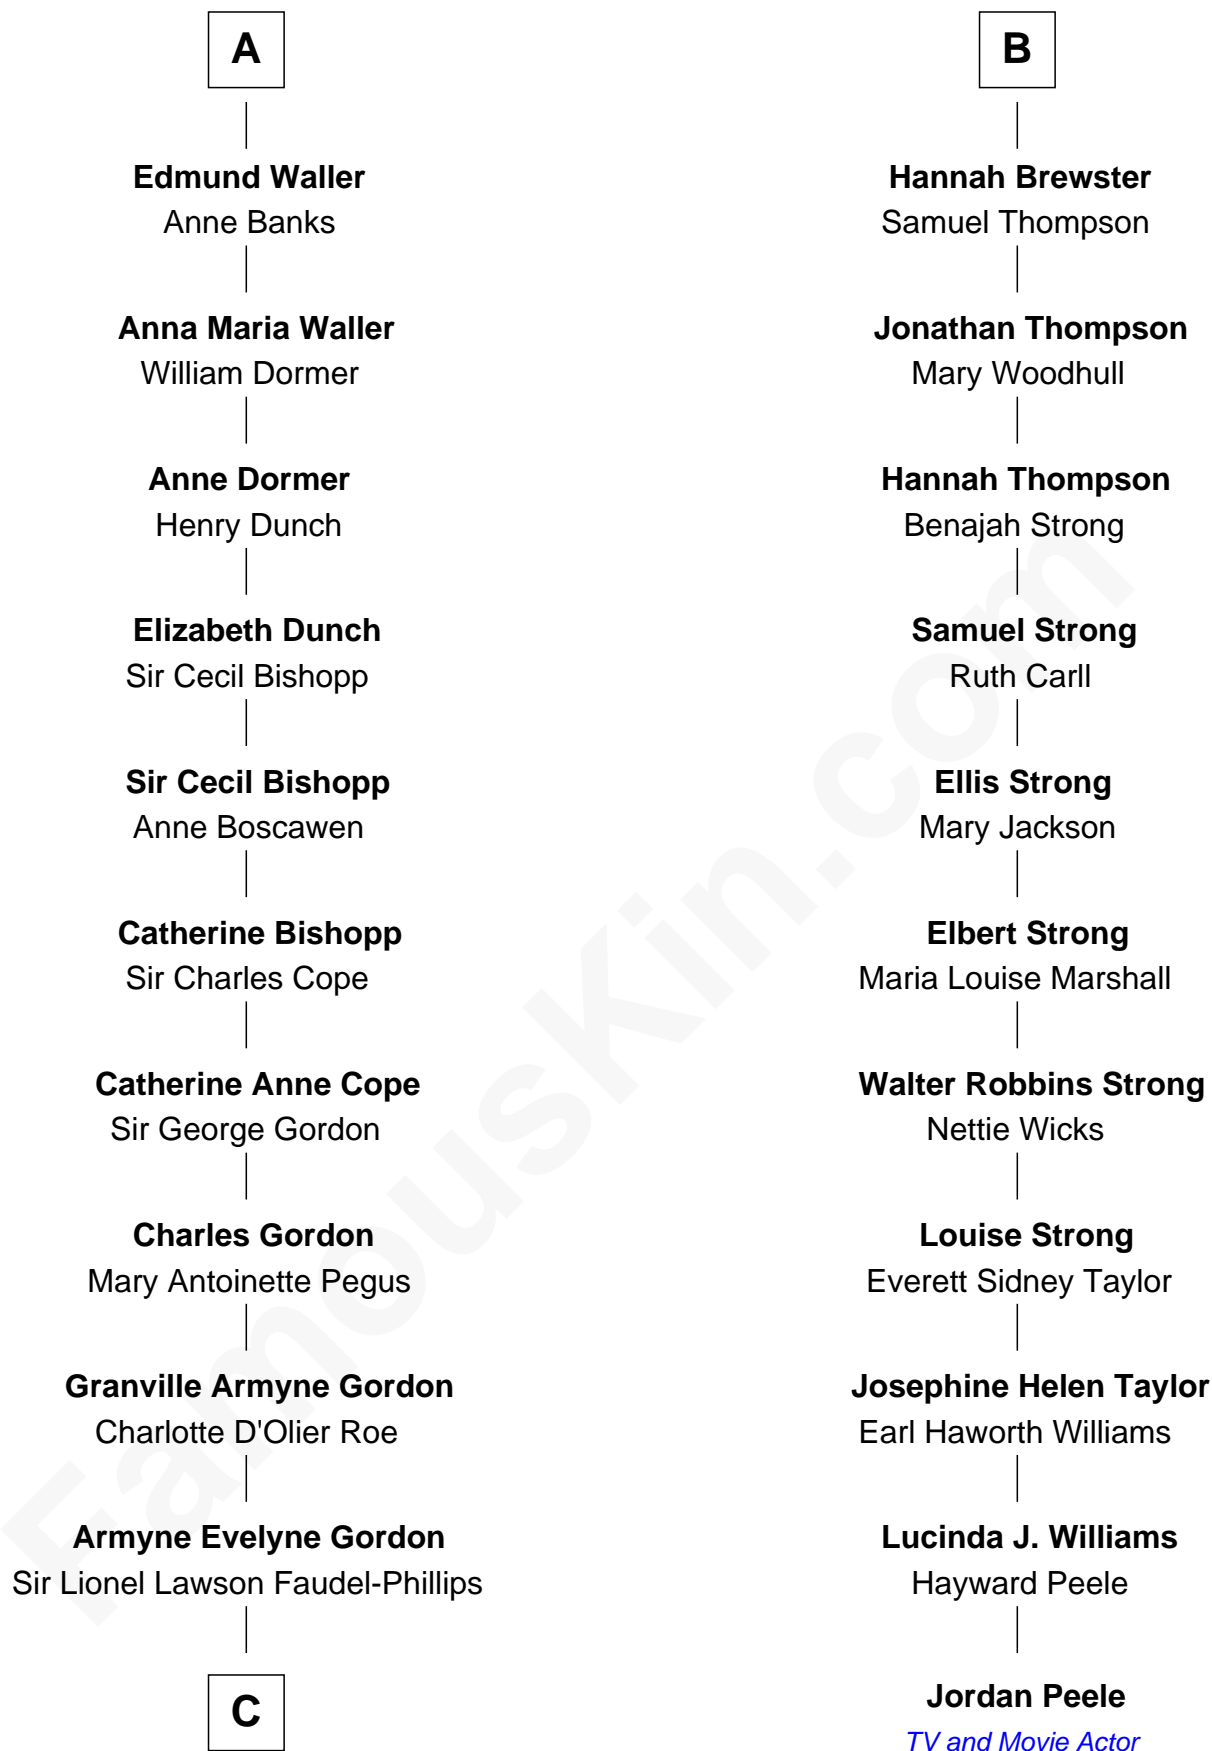 A
Edmund Waller
Anne Banks
Anna Maria Waller
William Dormer
Anne Dormer
Henry Dunch
Elizabeth Dunch
Sir Cecil Bishopp
Sir Cecil Bishopp
Anne Boscawen
Catherine Bishopp
Sir Charles Cope
Catherine Anne Cope
Sir George Gordon
Charles Gordon
Mary Antoinette Pegus
Granville Armyne Gordon
Charlotte D'Olier Roe
Armyne Evelyne Gordon
Sir Lionel Lawson Faudel-Phillips
C
B
Hannah Brewster
Samuel Thompson
Jonathan Thompson
Mary Woodhull
Hannah Thompson
Benajah Strong
Samuel Strong
Ruth Carll
Ellis Strong
Mary Jackson
Elbert Strong
Maria Louise Marshall
Walter Robbins Strong
Nettie Wicks
Louise Strong
Everett Sidney Taylor
Josephine Helen Taylor
Earl Haworth Williams
Lucinda J. Williams
Hayward Peele
Jordan Peele
TV and Movie Actor
FamousKin.com